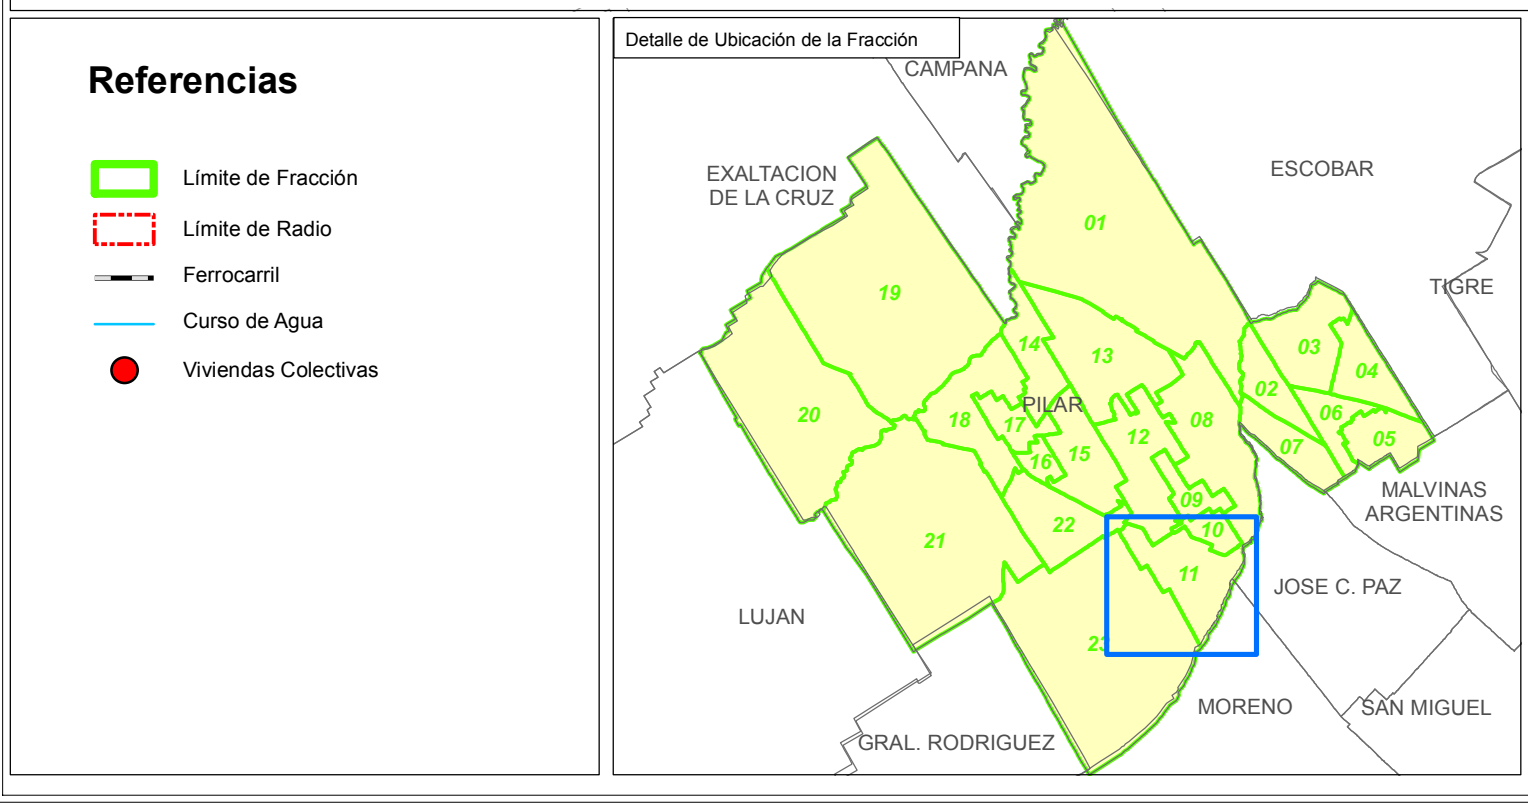 Referencias
Límite de Fracción
Límite de Radio
Ferrocarril
Curso de Agua
Viviendas Colectivas
Detalle de Ubicación de la Fracción
CAMPANA
EXALTACION
DE LA CRUZ
ESCOBAR
01
TIGRE
19
14
13
03
04
02
20
PILAR
18
17
12
08
06
05
07
16
15
09
MALVINAS
ARGENTINAS
22
10
21
11
JOSE C. PAZ
LUJAN
23
MORENO
SAN MIGUEL
GRAL. RODRIGUEZ